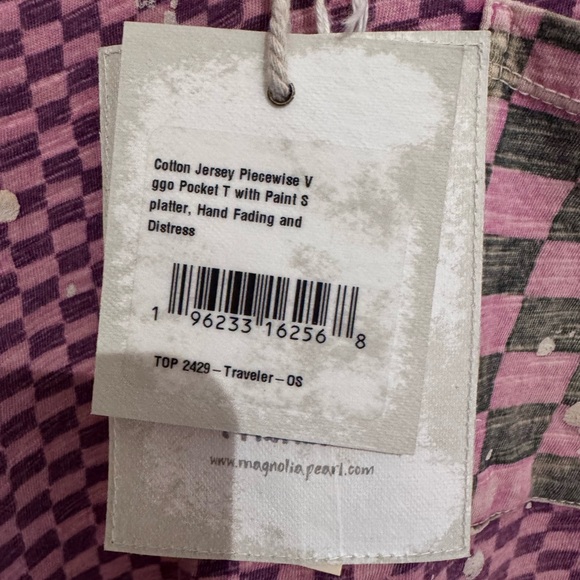 Cotton Jersey Piecewise V
ggo Pocket T with Paint S
platter, Hand Fading and
Distress
1 96233 16256 8
TOP 2429-Traveler-OS
www.magnoliapearl.com